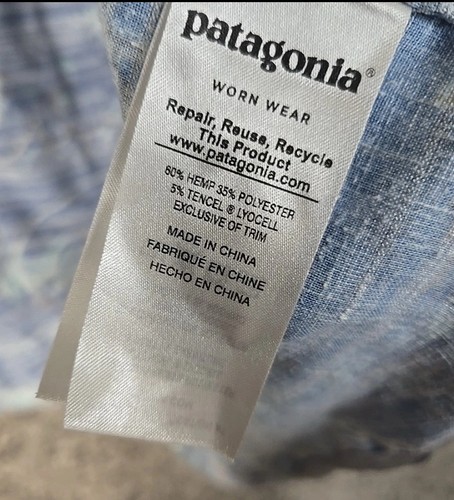 patagonia®
WORN WEAR
Repair, Reuse, Recycle
This Product
www.patagonia.com
60% HEMP 35% POLYESTER
5% TENCEL ® LYOCELL
EXCLUSIVE OF TRIM
MADE IN CHINA
FABRIQUÉ EN CHINE
HECHO EN CHINA